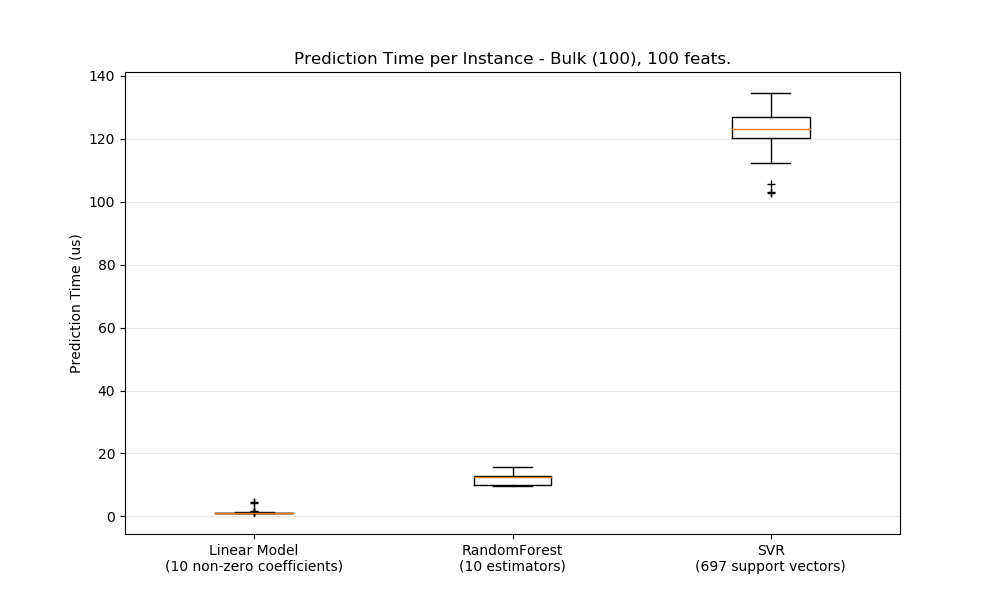 Prediction Time per Instance - Bulk (100), 100 feats.
140
120
100
80
60
40
20
0
Prediction Time (us)
Linear Model
(10 non-zero coefficients)
RandomForest
(10 estimators)
SVR
(697 support vectors)